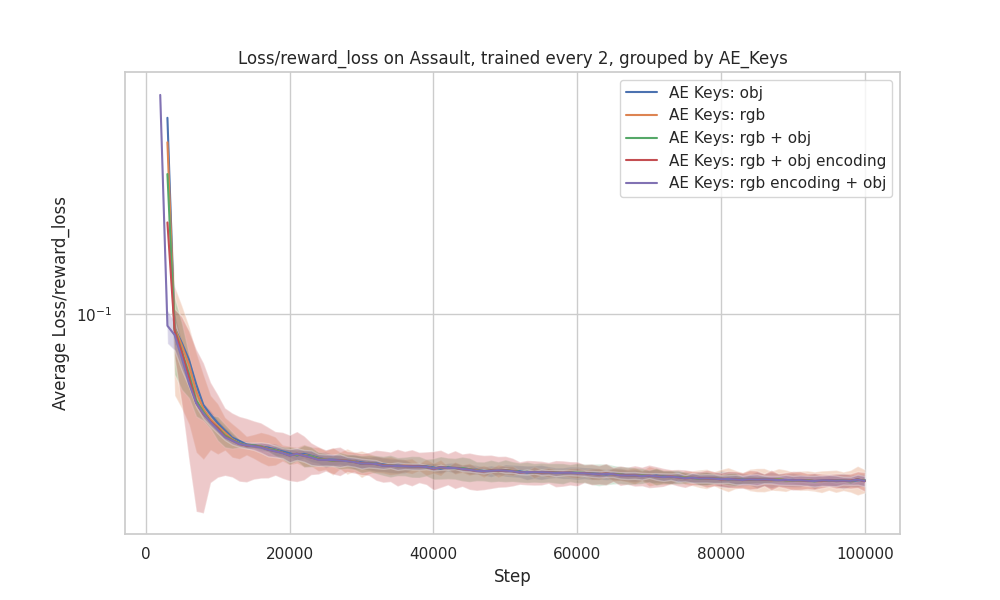 Loss/reward_loss on Assault, trained every 2, grouped by AE_Keys
AE Keys: obj
AE Keys: rgb
AE Keys: rgb + obj
AE Keys: rgb + obj encoding
AE Keys: rgb encoding + obj
Average Loss/reward_loss
10^{-1}
0 20000 40000 60000 80000 100000
Step